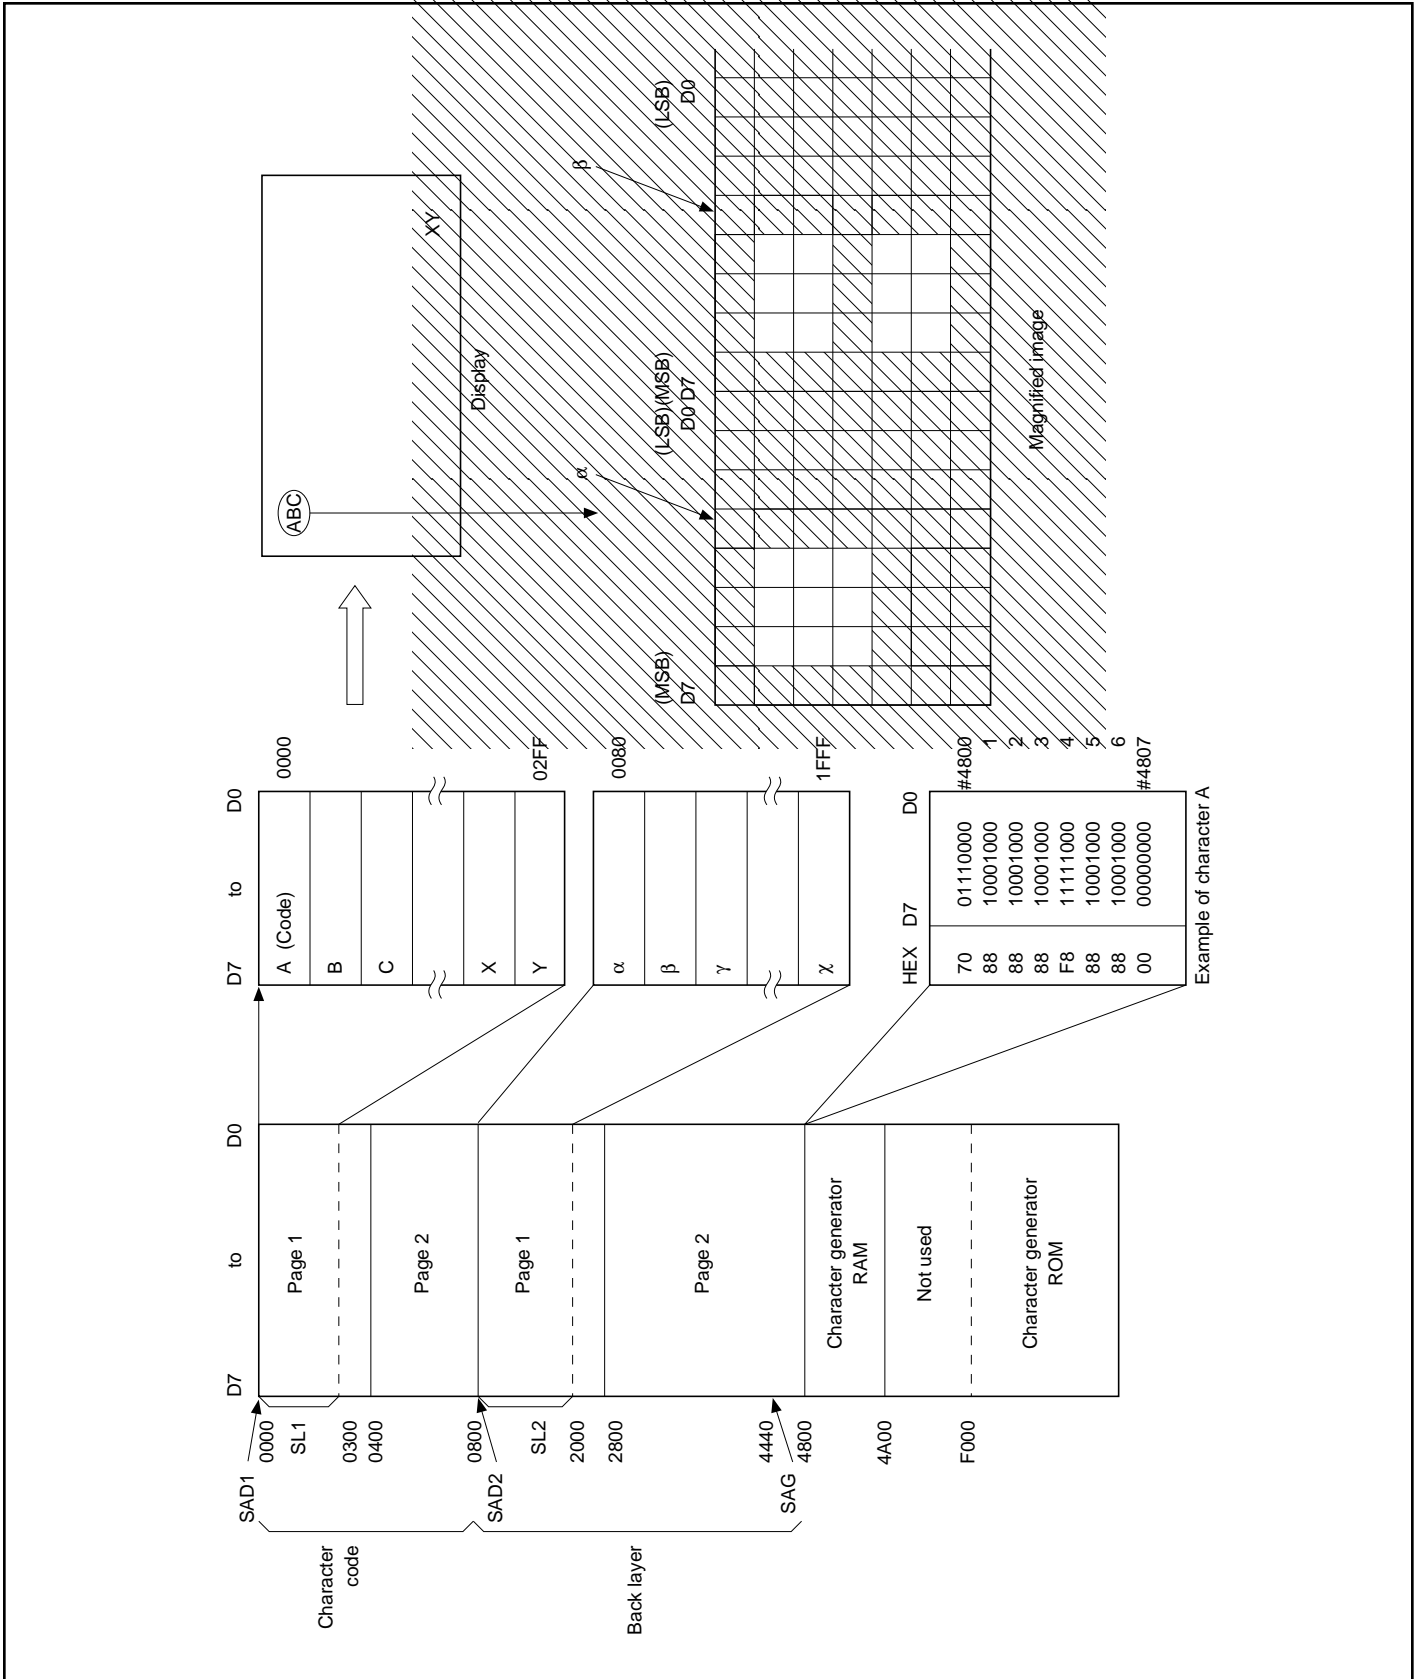 Character
code
Back layer
SAD1
SAD2
SAG
0000
SL1
0300
0400
0800
SL2
2000
2800
4440
4800
4A00
F000
D7 to D0
Page 1
Page 2
Page 1
Page 2
Character generator
RAM
Not used
Character generator
ROM
D7 to D0
A (Code)
B
C
X
Y
0000
02FF
α
β
γ
χ
0080
1FFF
HEX D7 D0
70 01110000 #4800
88 10001000 1
88 10001000 2
88 10001000 3
F8 11111000 4
88 10001000 5
88 10001000 6
00 00000000 #4807
Example of character A
ABC
XY
Display
α
β
(MSB) (LSB)(MSB) (LSB)
D7 D0 D7 D0
Magnified image